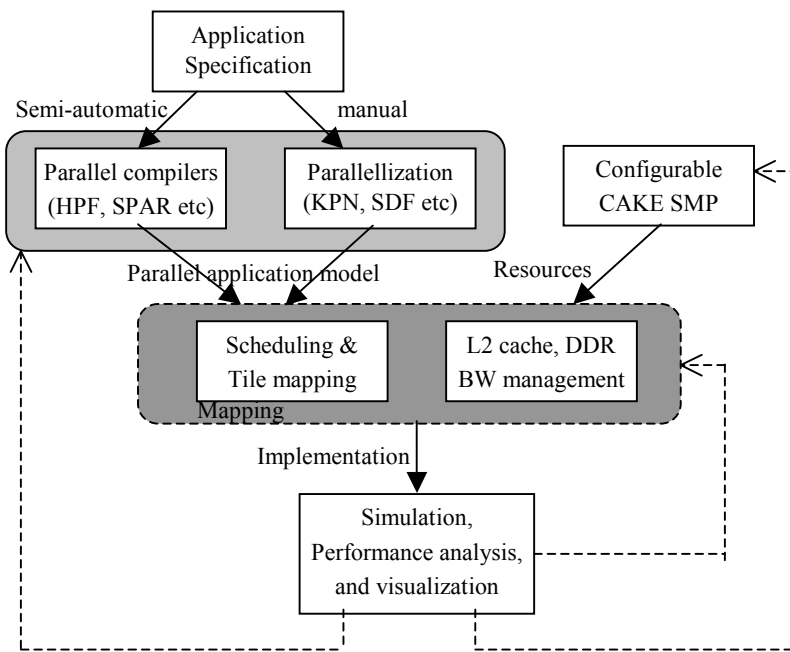 Application
Specification
Semi-automatic
manual
Parallel compilers
(HPF, SPAR etc)
Parallellization
(KPN, SDF etc)
Configurable
CAKE SMP
Parallel application model
Resources
Scheduling &
Tile mapping
L2 cache, DDR
BW management
Mapping
Implementation
Simulation,
Performance analysis,
and visualization